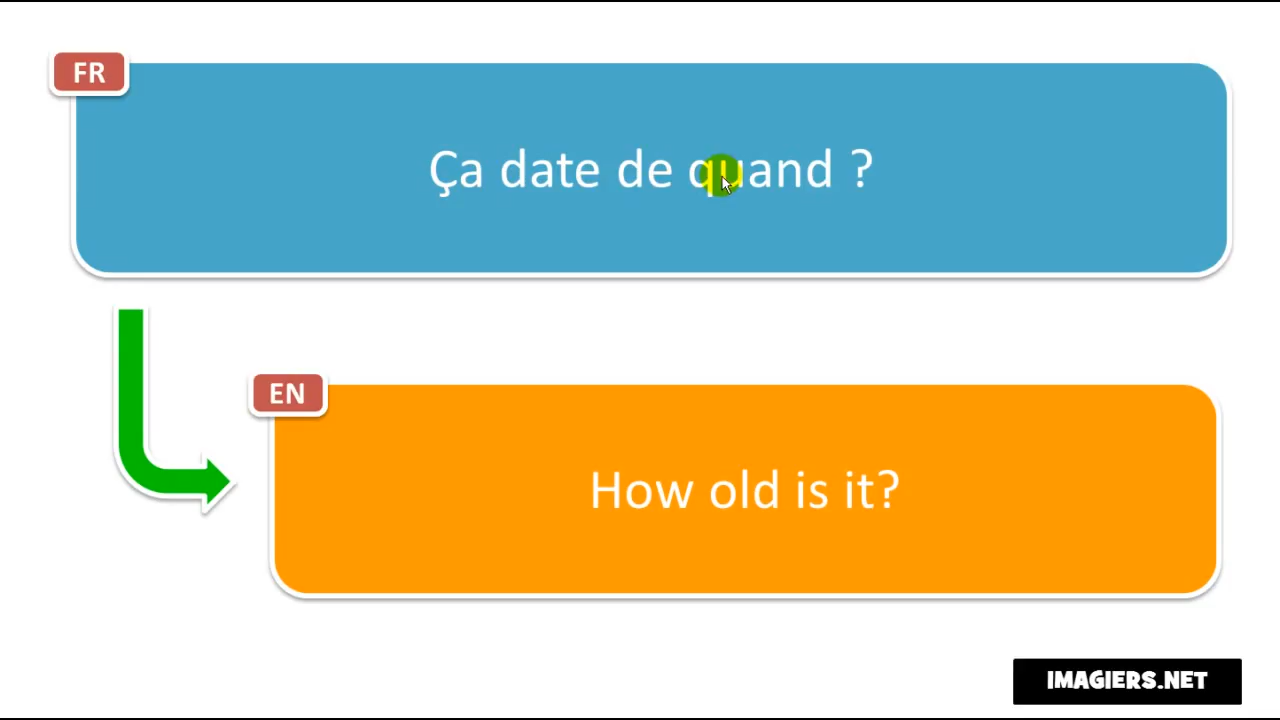 FR
Ça date de quand ?
EN
How old is it?
IMAGIERS.NET